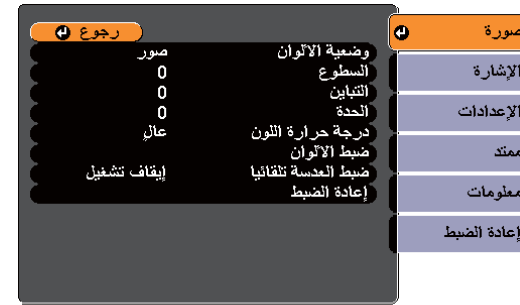 صورة
الإشارة
الإعدادات
ممتد
معلومات
إعادة الضبط
رجوع
وضعية الألوان صور
السطوع 0
التباين 0
الحدة 0
درجة حرارة اللون عالٍ
ضبط الألوان
ضبط العدسة تلقائيا إيقاف تشغيل
إعادة الضبط